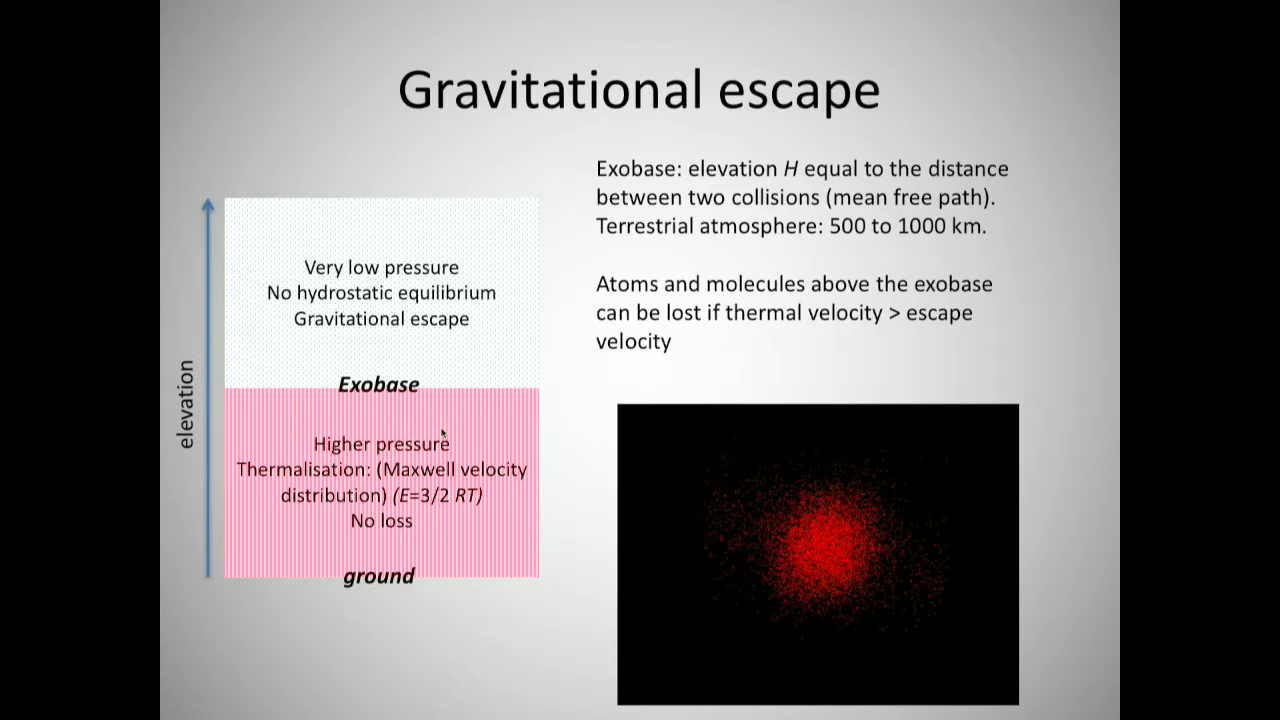 Gravitational escape
Exobase: elevation H equal to the distance
between two collisions (mean free path).
Terrestrial atmosphere: 500 to 1000 km.
Atoms and molecules above the exobase
can be lost if thermal velocity > escape
velocity
elevation
Very low pressure
No hydrostatic equilibrium
Gravitational escape
Exobase
Higher pressure
Thermalisation: (Maxwell velocity
distribution) (E=3/2 RT)
No loss
ground